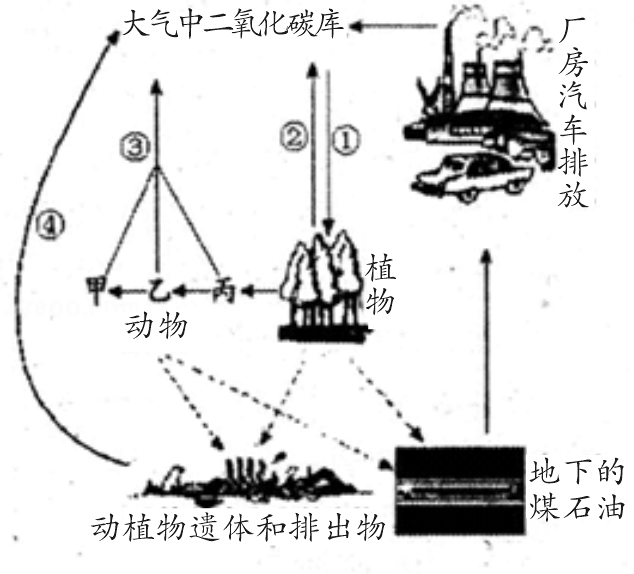 大气中二氧化碳库
厂房汽车排放
③
②
①
④
甲
乙
丙
动物
植物
动植物遗体和排出物
地下的
煤石油